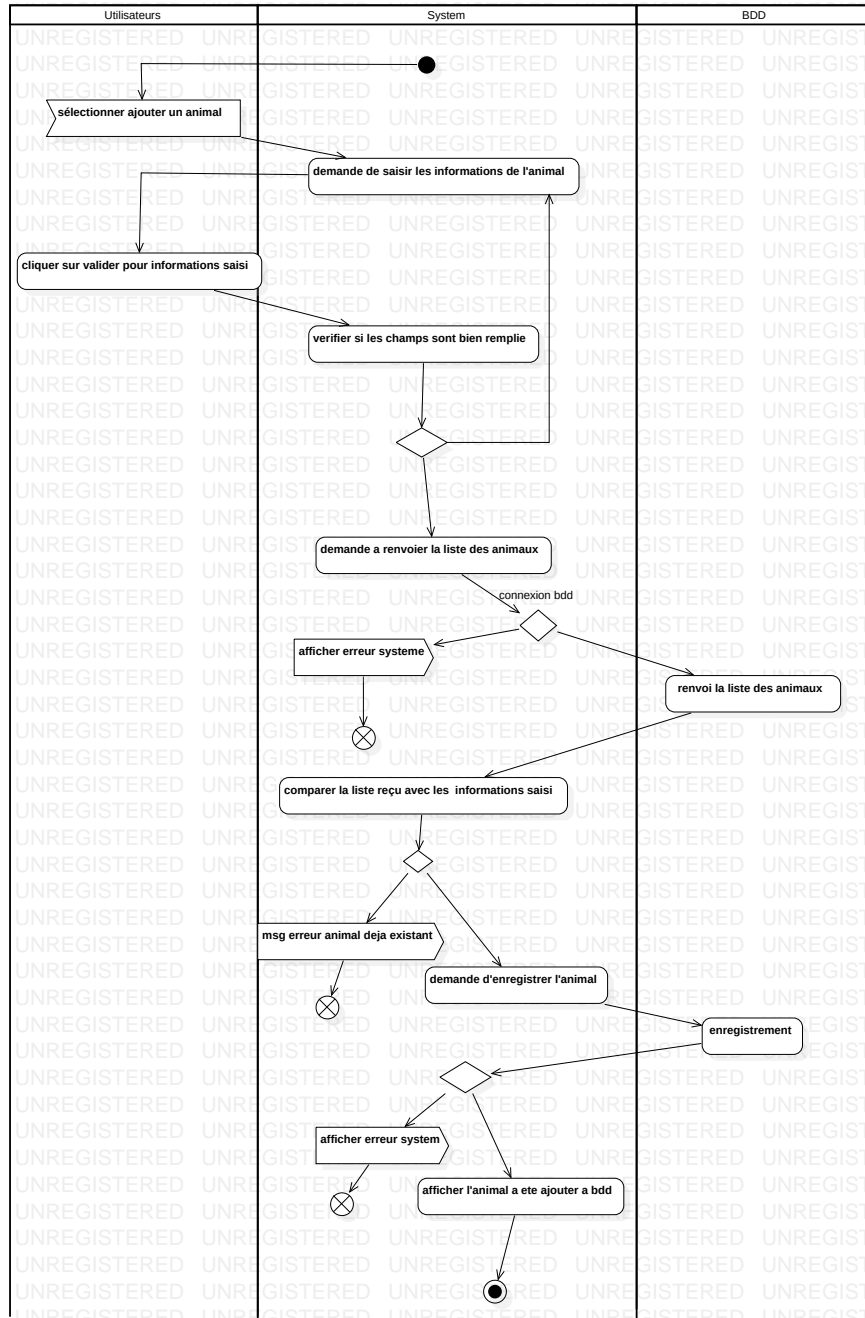 Utilisateurs
System
BDD
sélectionner ajouter un animal
demande de saisir les informations de l'animal
cliquer sur valider pour informations saisi
verifier si les champs sont bien remplie
demande a renvoier la liste des animaux
connexion bdd
afficher erreur systeme
renvoi la liste des animaux
comparer la liste reçu avec les informations saisi
msg erreur animal deja existant
demande d'enregistrer l'animal
enregistrement
afficher erreur system
afficher l'animal a ete ajouter a bdd
UNREGISTERED